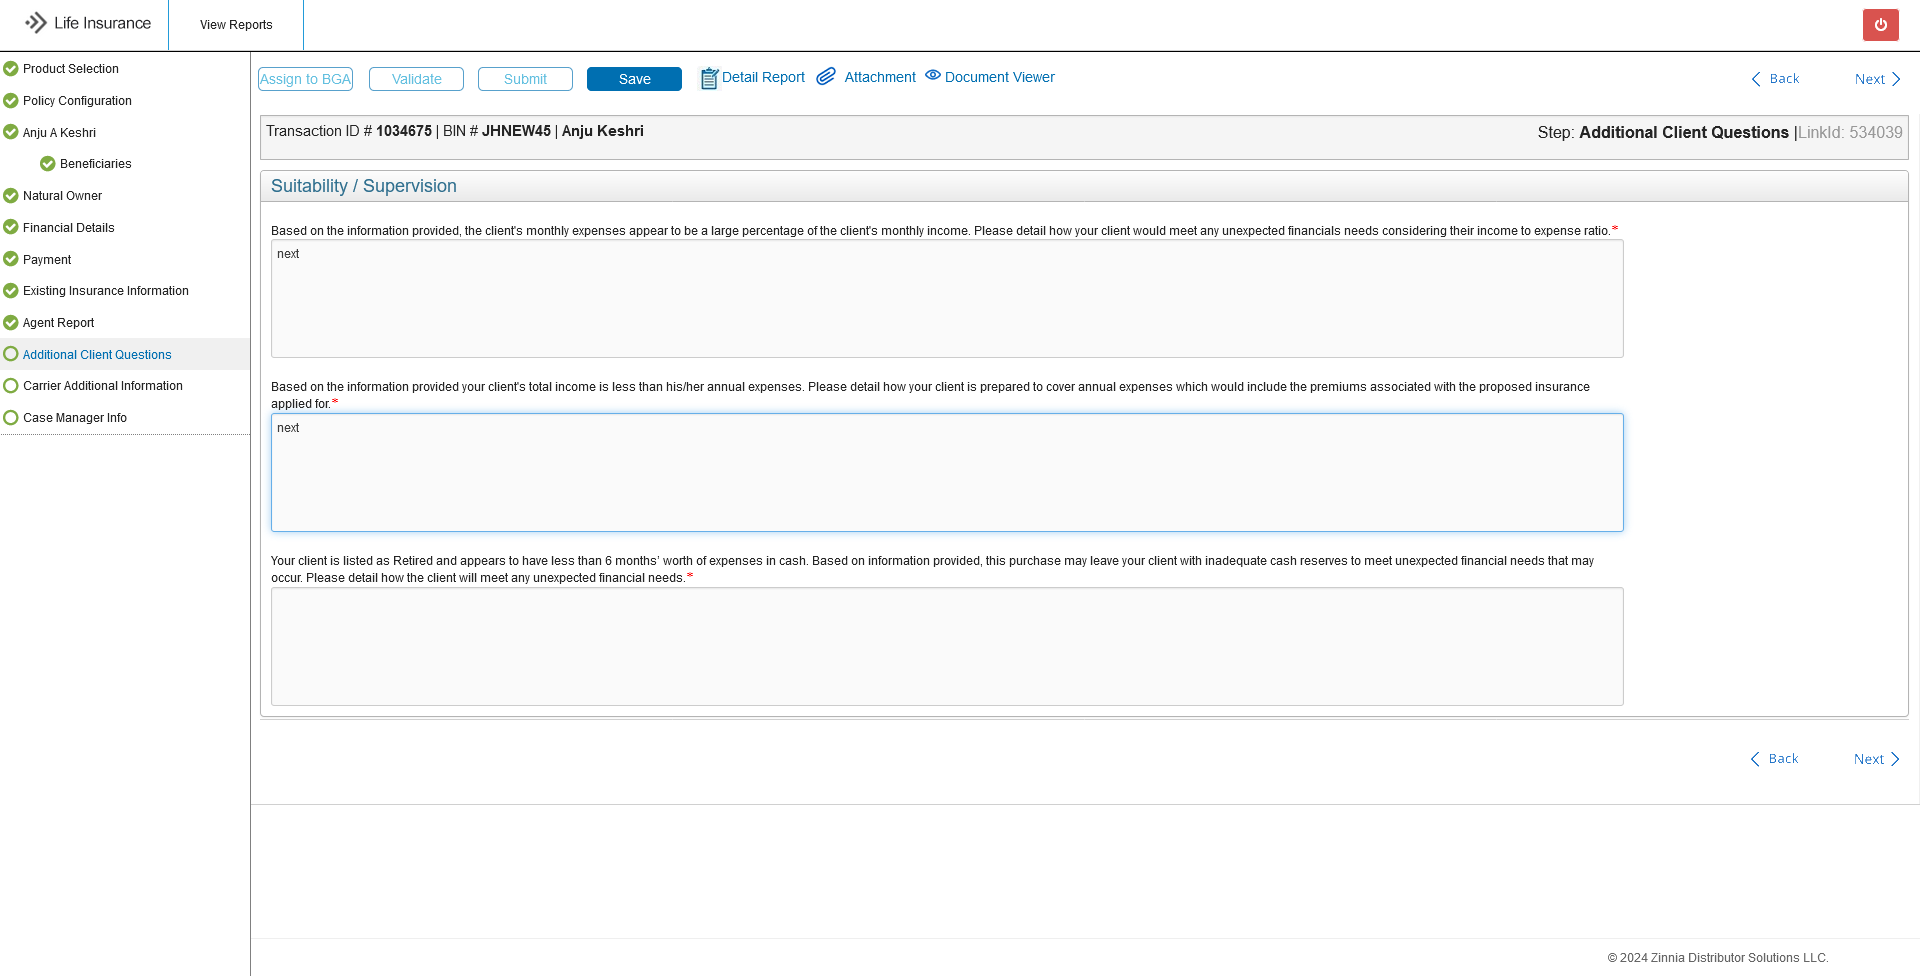 Life Insurance
View Reports
Product Selection
Policy Configuration
Anju A Keshri
Beneficiaries
Natural Owner
Financial Details
Payment
Existing Insurance Information
Agent Report
Additional Client Questions
Carrier Additional Information
Case Manager Info
Assign to BGA Validate Submit Save Detail Report Attachment Document Viewer Back Next
Transaction ID # 1034675 | BIN # JHNEW45 | Anju Keshri
Step: Additional Client Questions |LinkId: 534039
Suitability / Supervision
Based on the information provided, the client's monthly expenses appear to be a large percentage of the client's monthly income. Please detail how your client would meet any unexpected financials needs considering their income to expense ratio.*
next
Based on the information provided your client's total income is less than his/her annual expenses. Please detail how your client is prepared to cover annual expenses which would include the premiums associated with the proposed insurance
applied for.*
next
Your client is listed as Retired and appears to have less than 6 months' worth of expenses in cash. Based on information provided, this purchase may leave your client with inadequate cash reserves to meet unexpected financial needs that may
occur. Please detail how the client will meet any unexpected financial needs.*
Back Next
© 2024 Zinnia Distributor Solutions LLC.